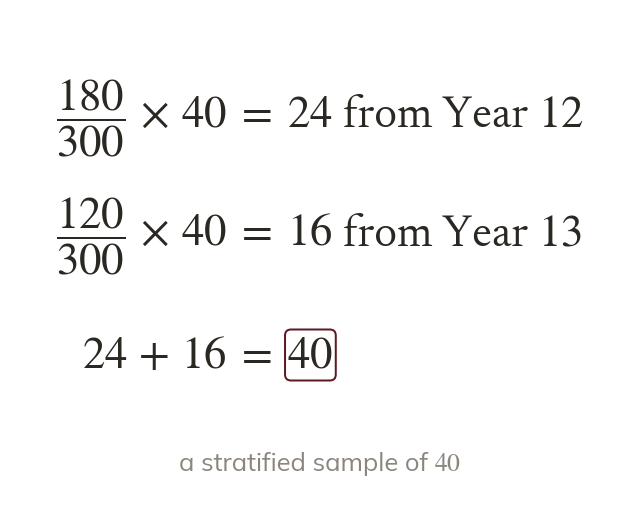 180/300 × 40 = 24 from Year 12
120/300 × 40 = 16 from Year 13
24 + 16 = 40
a stratified sample of 40